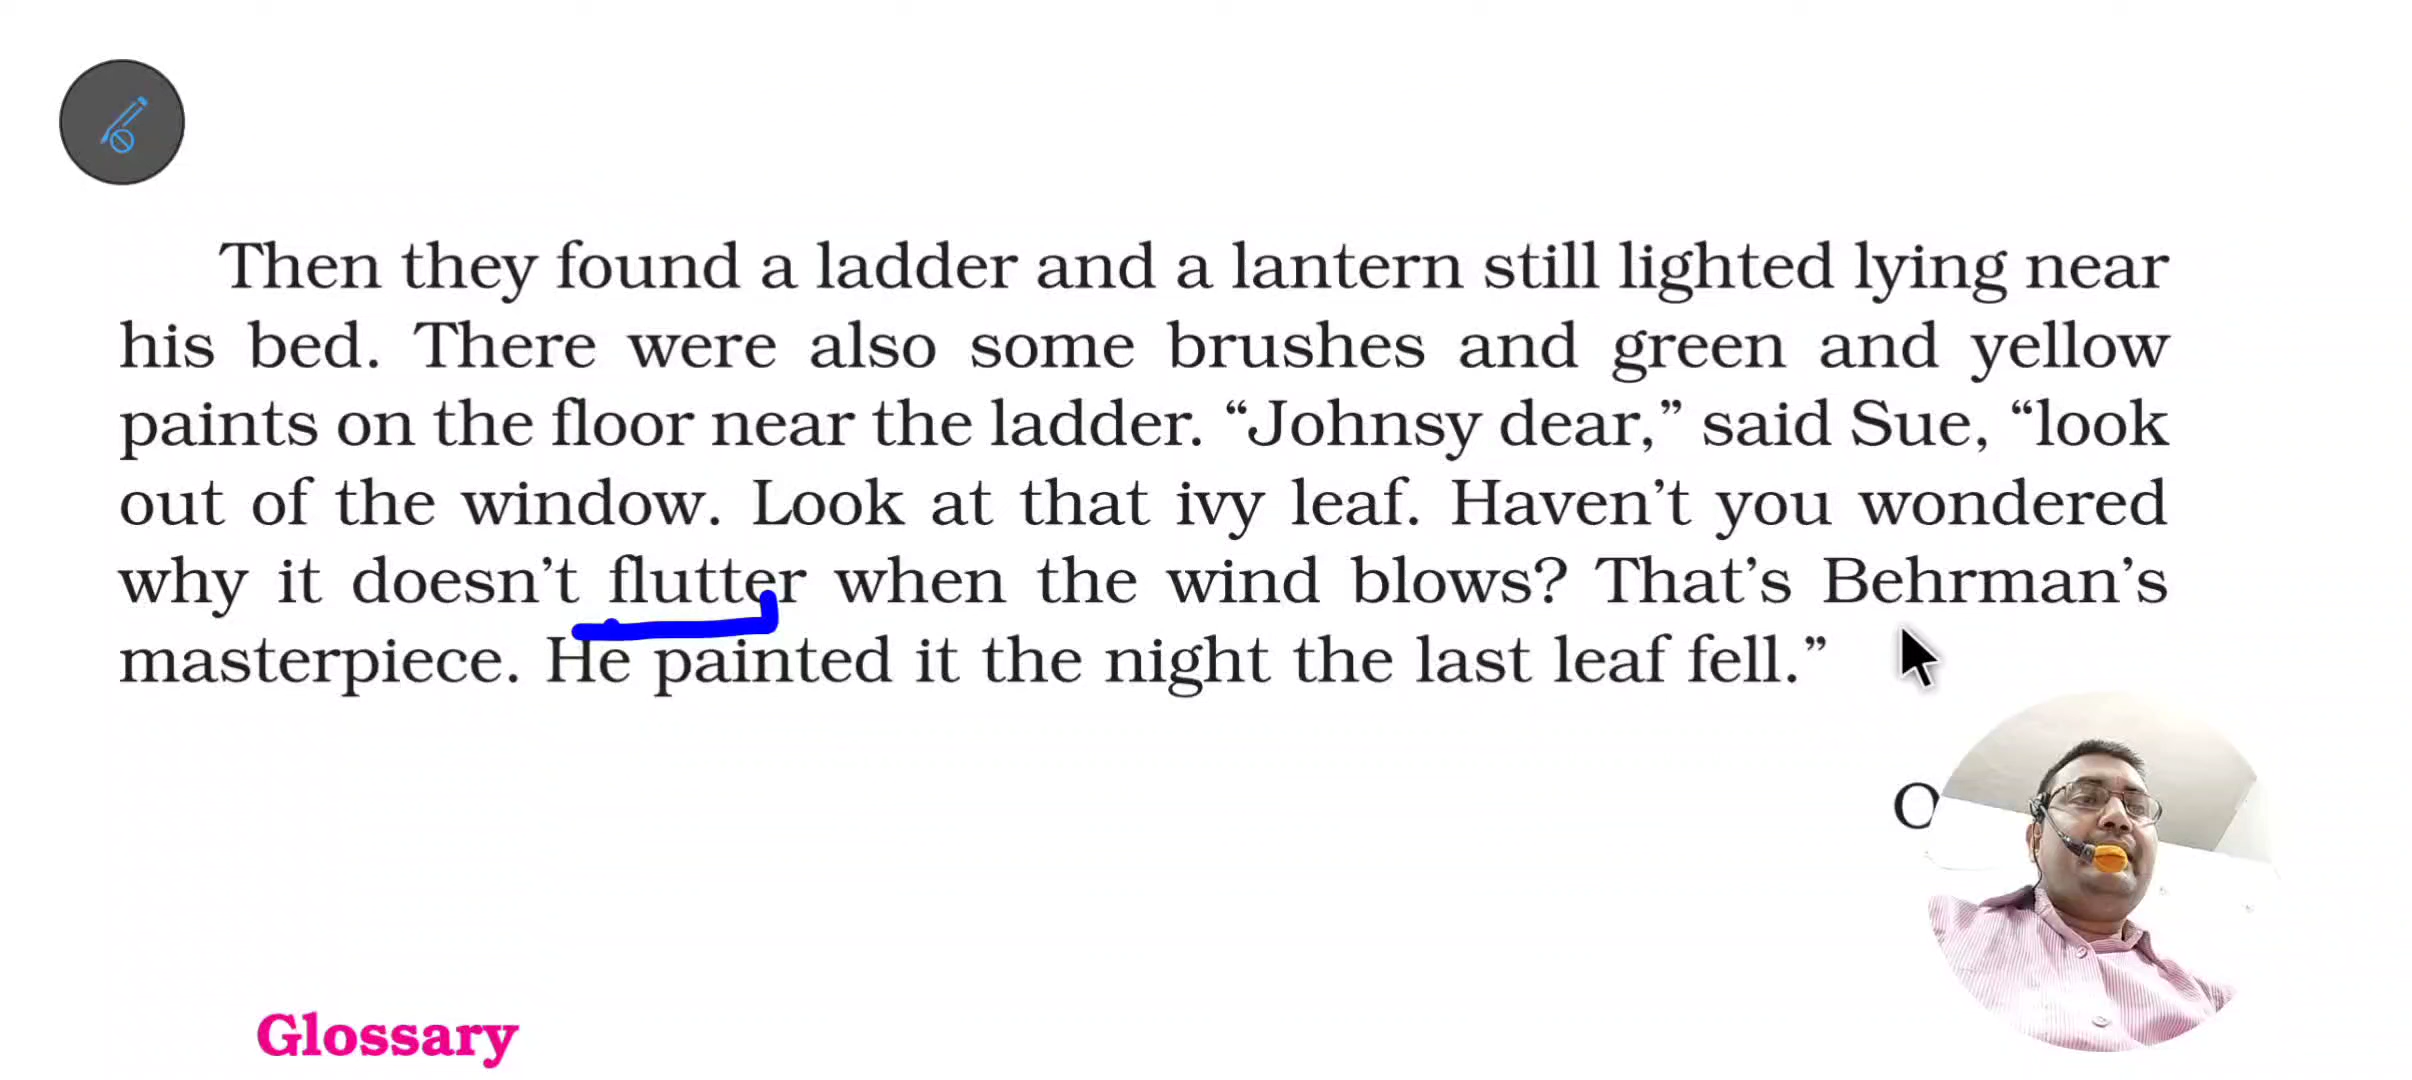 Then they found a ladder and a lantern still lighted lying near
his bed. There were also some brushes and green and yellow
paints on the floor near the ladder. “Johnsy dear,” said Sue, “look
out of the window. Look at that ivy leaf. Haven’t you wondered
why it doesn’t flutter when the wind blows? That’s Behrman’s
masterpiece. He painted it the night the last leaf fell.”
O
Glossary